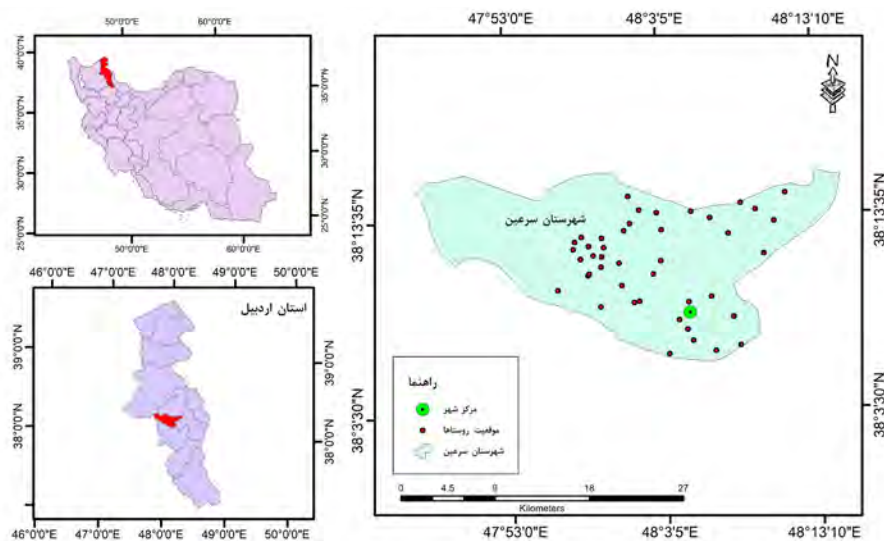 50°0'0"E 60°0'0"E
40°0'0"N
35°0'0"N
30°0'0"N
25°0'0"N
35°0'0"N
30°0'0"N
25°0'0"N
50°0'0"E 60°0'0"E
46°0'0"E 47°0'0"E 48°0'0"E 49°0'0"E 50°0'0"E
استان اردبیل
39°0'0"N
38°0'0"N
39°0'0"N
38°0'0"N
46°0'0"E 47°0'0"E 48°0'0"E 49°0'0"E 50°0'0"E
47°53'0"E 48°3'5"E 48°13'10"E
N
شهرستان سرعین
38°13'35"N
38°3'30"N
38°13'35"N
38°3'30"N
راهنما
مرکز شهر
موقعیت روستاها
شهرستان سرعین
0 4.5 9 18 27
Kilometers
47°53'0"E 48°3'5"E 48°13'10"E